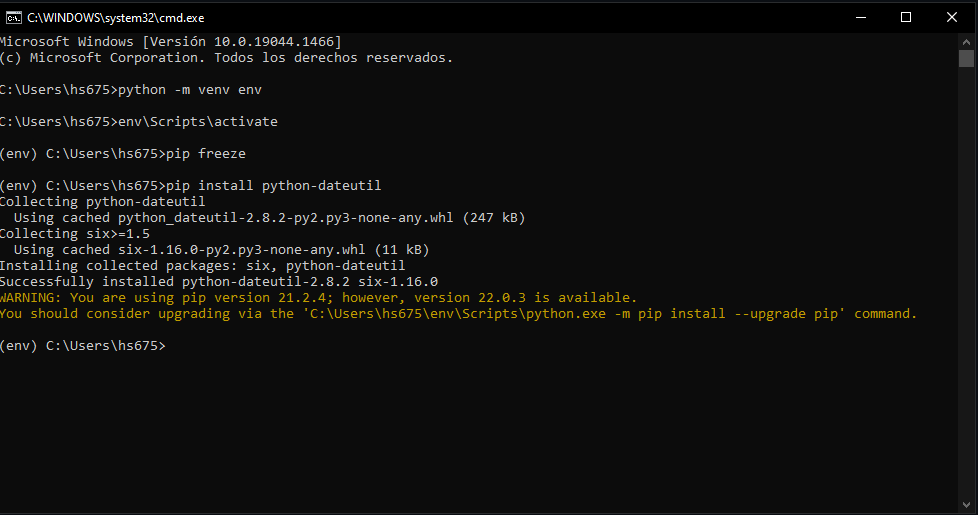 C:\WINDOWS\system32\cmd.exe
Microsoft Windows [Versión 10.0.19044.1466]
(c) Microsoft Corporation. Todos los derechos reservados.
C:\Users\hs675>python -m venv env
C:\Users\hs675>env\Scripts\activate
(env) C:\Users\hs675>pip freeze
(env) C:\Users\hs675>pip install python-dateutil
Collecting python-dateutil
  Using cached python_dateutil-2.8.2-py2.py3-none-any.whl (247 kB)
Collecting six>=1.5
  Using cached six-1.16.0-py2.py3-none-any.whl (11 kB)
Installing collected packages: six, python-dateutil
Successfully installed python-dateutil-2.8.2 six-1.16.0
WARNING: You are using pip version 21.2.4; however, version 22.0.3 is available.
You should consider upgrading via the 'C:\Users\hs675\env\Scripts\python.exe -m pip install --upgrade pip' command.
(env) C:\Users\hs675>